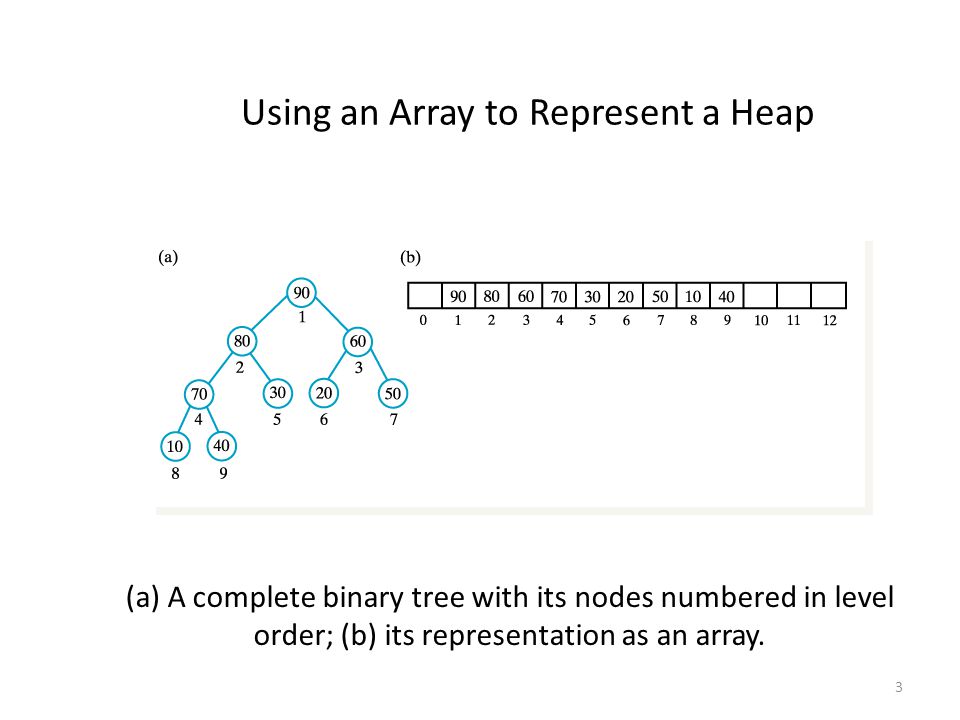 Using an Array to Represent a Heap
(a)
90
1
80 60
2 3
70 30 20 50
4 5 6 7
10 40
8 9
(b)
90 80 60 70 30 20 50 10 40
0 1 2 3 4 5 6 7 8 9 10 11 12
(a) A complete binary tree with its nodes numbered in level
order; (b) its representation as an array.
3